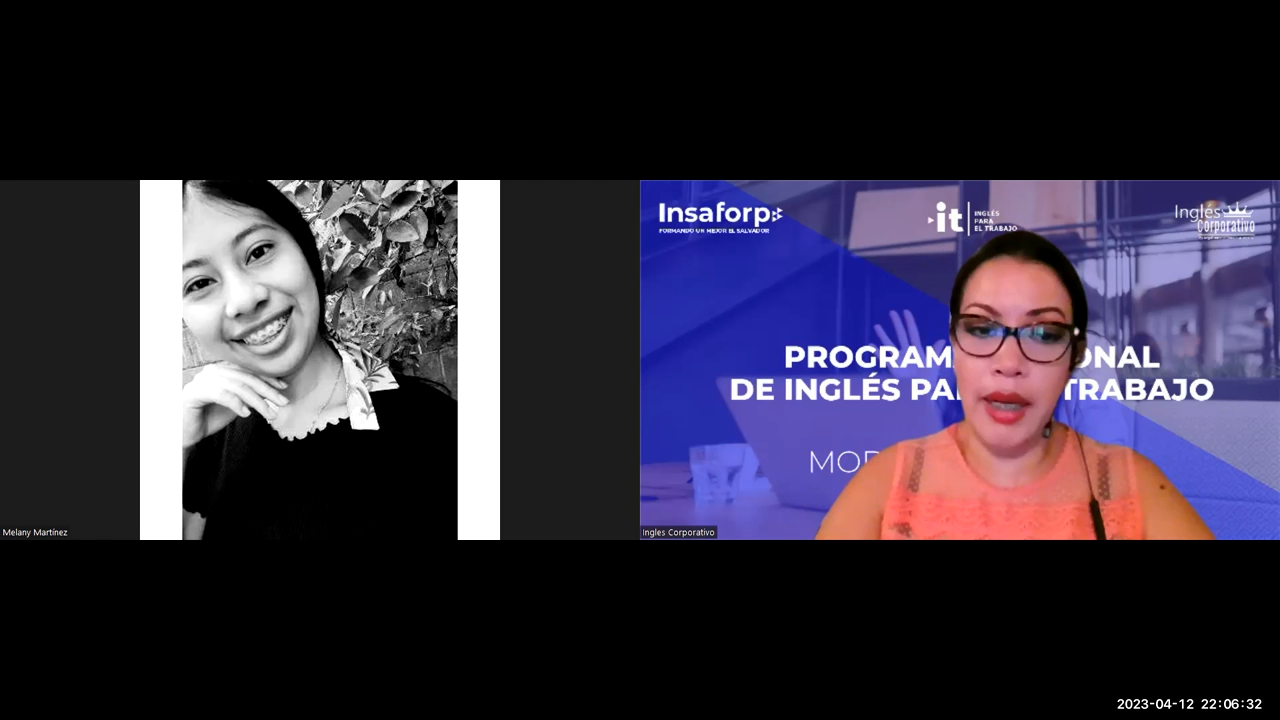 Insaforp
FORMANDO UN MEJOR EL SALVADOR
it
INGLÉS
PARA
EL TRABAJO
Inglés
Corporativo
PROGRAM ONAL
DE INGLÉS PA TRABAJO
MOD
Melany Martínez
Ingles Corporativo
2023-04-12 22:06:32